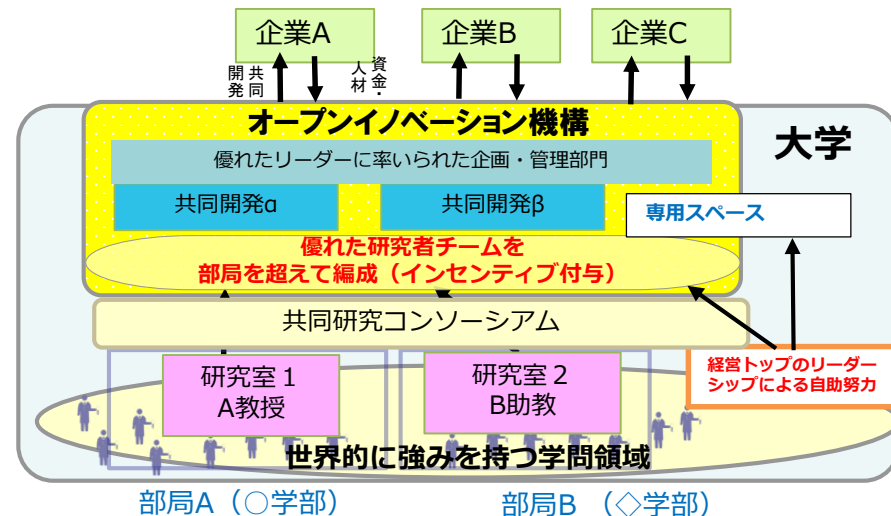 企業A
企業B
企業C
共同
開発
資金・
人材
オープンイノベーション機構
大学
優れたリーダーに率いられた企画・管理部門
共同開発α
共同開発β
専用スペース
優れた研究者チームを
部局を超えて編成（インセンティブ付与）
共同研究コンソーシアム
経営トップのリーダー
シップによる自助努力
研究室１
A教授
研究室２
B助教
世界的に強みを持つ学問領域
部局A（○学部）
部局B （◇学部）